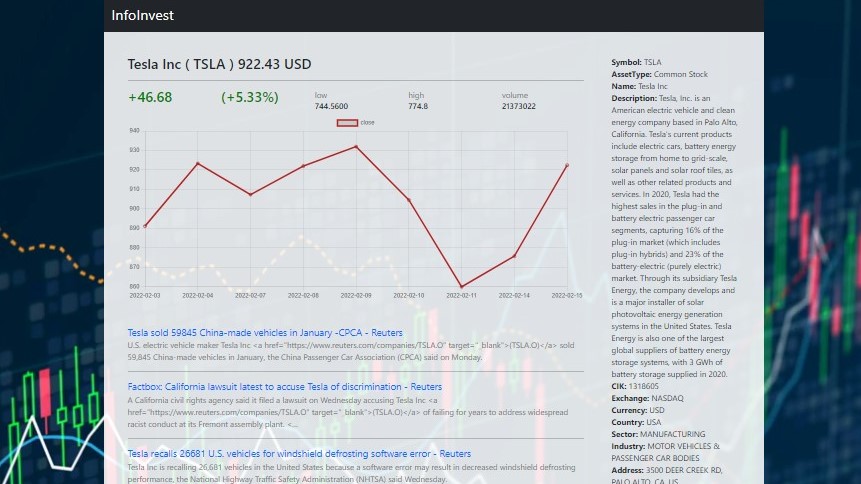 InfoInvest
Tesla Inc ( TSLA ) 922.43 USD
+46.68 (+5.33%) low high volume
744.5600 774.8 21373022
close
940
930
920
910
900
890
880
870
860
2022-02-03 2022-02-04 2022-02-07 2022-02-08 2022-02-09 2022-02-10 2022-02-11 2022-02-14 2022-02-15
Tesla sold 59845 China-made vehicles in January -CPCA - Reuters
U.S. electric vehicle maker Tesla Inc <a href="https://www.reuters.com/companies/TSLA.O" target="_blank">(TSLA.O)</a> sold
59,845 China-made vehicles in January, the China Passenger Car Association (CPCA) said on Monday.
Factbox: California lawsuit latest to accuse Tesla of discrimination - Reuters
A California civil rights agency said it filed a lawsuit on Wednesday accusing Tesla Inc <a
href="https://www.reuters.com/companies/TSLA.O" target="_blank">(TSLA.O)</a> of failing for years to address widespread
racist conduct at its Fremont assembly plant. <...
Tesla recalls 26681 U.S. vehicles for windshield defrosting software error - Reuters
Tesla Inc is recalling 26,681 vehicles in the United States because a software error may result in decreased windshield defrosting
performance, the National Highway Traffic Safety Administration (NHTSA) said Wednesday.
Symbol: TSLA
AssetType: Common Stock
Name: Tesla Inc
Description: Tesla, Inc. is an
American electric vehicle and clean
energy company based in Palo Alto,
California. Tesla's current products
include electric cars, battery energy
storage from home to grid-scale,
solar panels and solar roof tiles, as
well as other related products and
services. In 2020, Tesla had the
highest sales in the plug-in and
battery electric passenger car
segments, capturing 16% of the
plug-in market (which includes
plug-in hybrids) and 23% of the
battery-electric (purely electric)
market. Through its subsidiary Tesla
Energy, the company develops and
is a major installer of solar
photovoltaic energy generation
systems in the United States. Tesla
Energy is also one of the largest
global suppliers of battery energy
storage systems, with 3 GWh of
battery storage supplied in 2020.
CIK: 1318605
Exchange: NASDAQ
Currency: USD
Country: USA
Sector: MANUFACTURING
Industry: MOTOR VEHICLES &
PASSENGER CAR BODIES
Address: 3500 DEER CREEK RD,
PALO ALTO, CA, US